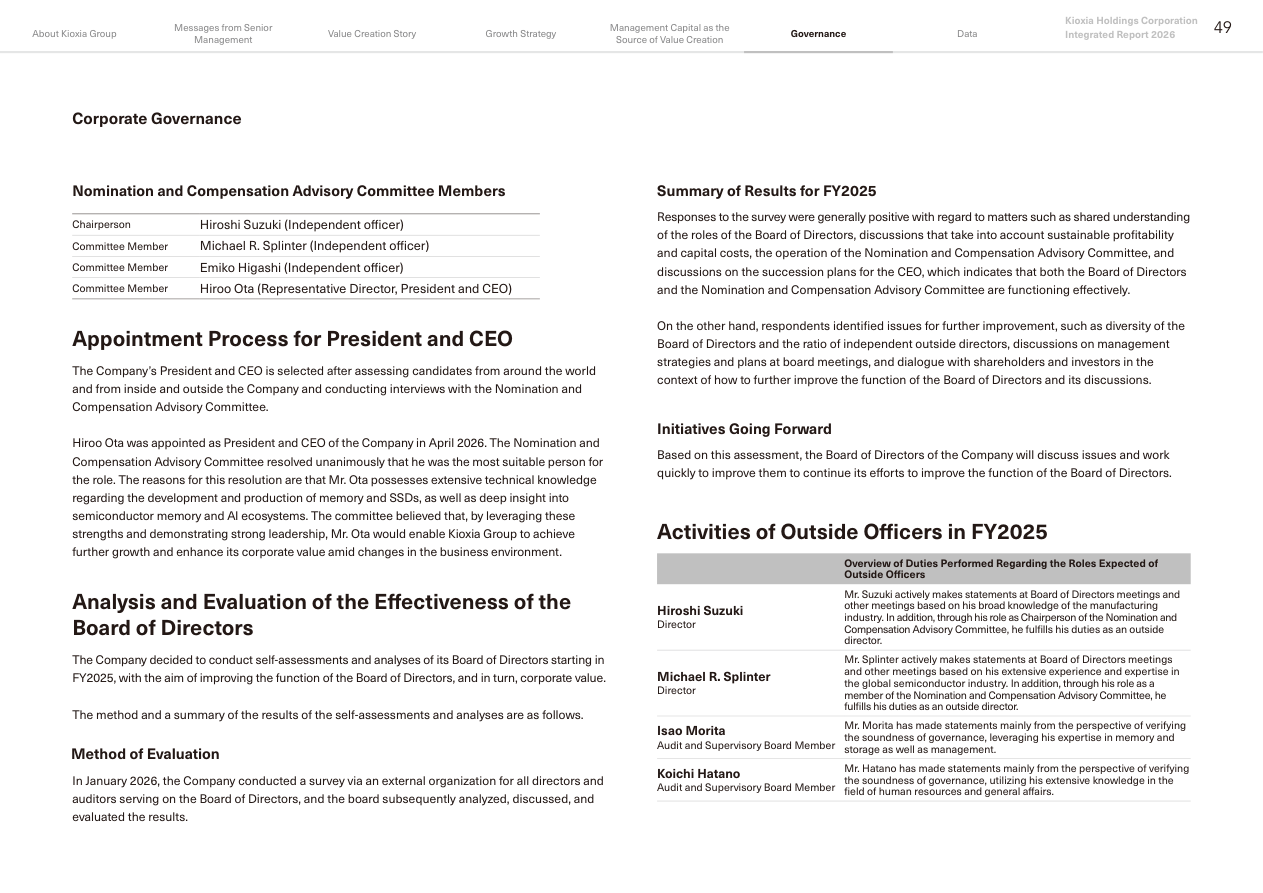 About Kioxia Group
Messages from Senior
Management
Value Creation Story
Growth Strategy
Management Capital as the
Source of Value Creation
Governance
Data
Kioxia Holdings Corporation
Integrated Report 2026
49
Corporate Governance
Nomination and Compensation Advisory Committee Members
Chairperson Hiroshi Suzuki (Independent officer)
Committee Member Michael R. Splinter (Independent officer)
Committee Member Emiko Higashi (Independent officer)
Committee Member Hiroo Ota (Representative Director, President and CEO)
Appointment Process for President and CEO
The Company's President and CEO is selected after assessing candidates from around the world
and from inside and outside the Company and conducting interviews with the Nomination and
Compensation Advisory Committee.
Hiroo Ota was appointed as President and CEO of the Company in April 2026. The Nomination and
Compensation Advisory Committee resolved unanimously that he was the most suitable person for
the role. The reasons for this resolution are that Mr. Ota possesses extensive technical knowledge
regarding the development and production of memory and SSDs, as well as deep insight into
semiconductor memory and AI ecosystems. The committee believed that, by leveraging these
strengths and demonstrating strong leadership, Mr. Ota would enable Kioxia Group to achieve
further growth and enhance its corporate value amid changes in the business environment.
Analysis and Evaluation of the Effectiveness of the
Board of Directors
The Company decided to conduct self-assessments and analyses of its Board of Directors starting in
FY2025, with the aim of improving the function of the Board of Directors, and in turn, corporate value.
The method and a summary of the results of the self-assessments and analyses are as follows.
Method of Evaluation
In January 2026, the Company conducted a survey via an external organization for all directors and
auditors serving on the Board of Directors, and the board subsequently analyzed, discussed, and
evaluated the results.
Summary of Results for FY2025
Responses to the survey were generally positive with regard to matters such as shared understanding
of the roles of the Board of Directors, discussions that take into account sustainable profitability
and capital costs, the operation of the Nomination and Compensation Advisory Committee, and
discussions on the succession plans for the CEO, which indicates that both the Board of Directors
and the Nomination and Compensation Advisory Committee are functioning effectively.
On the other hand, respondents identified issues for further improvement, such as diversity of the
Board of Directors and the ratio of independent outside directors, discussions on management
strategies and plans at board meetings, and dialogue with shareholders and investors in the
context of how to further improve the function of the Board of Directors and its discussions.
Initiatives Going Forward
Based on this assessment, the Board of Directors of the Company will discuss issues and work
quickly to improve them to continue its efforts to improve the function of the Board of Directors.
Activities of Outside Officers in FY2025
Overview of Duties Performed Regarding the Roles Expected of
Outside Officers
Hiroshi Suzuki
Director
Mr. Suzuki actively makes statements at Board of Directors meetings and
other meetings based on his broad knowledge of the manufacturing
industry. In addition, through his role as Chairperson of the Nomination and
Compensation Advisory Committee, he fulfills his duties as an outside
director.
Michael R. Splinter
Director
Mr. Splinter actively makes statements at Board of Directors meetings
and other meetings based on his extensive experience and expertise in
the global semiconductor industry. In addition, through his role as a
member of the Nomination and Compensation Advisory Committee, he
fulfills his duties as an outside director.
Isao Morita
Audit and Supervisory Board Member
Mr. Morita has made statements mainly from the perspective of verifying
the soundness of governance, leveraging his expertise in memory and
storage as well as management.
Koichi Hatano
Audit and Supervisory Board Member
Mr. Hatano has made statements mainly from the perspective of verifying
the soundness of governance, utilizing his extensive knowledge in the
field of human resources and general affairs.